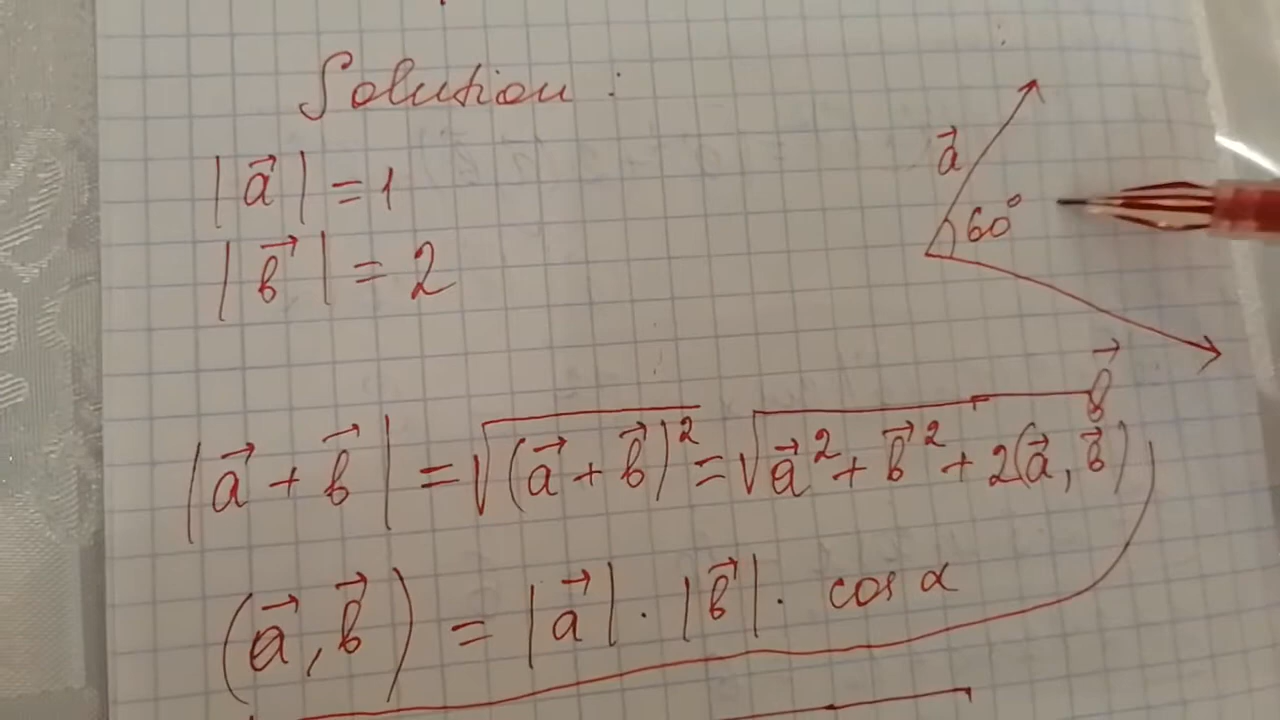 Solution :
|a⃗| = 1
|b⃗| = 2
a⃗
60°
b⃗
|a⃗ + b⃗| = √(a⃗ + b⃗)² = √a⃗² + b⃗² + 2(a⃗, b⃗)
(a⃗, b⃗) = |a⃗| · |b⃗| · cos α